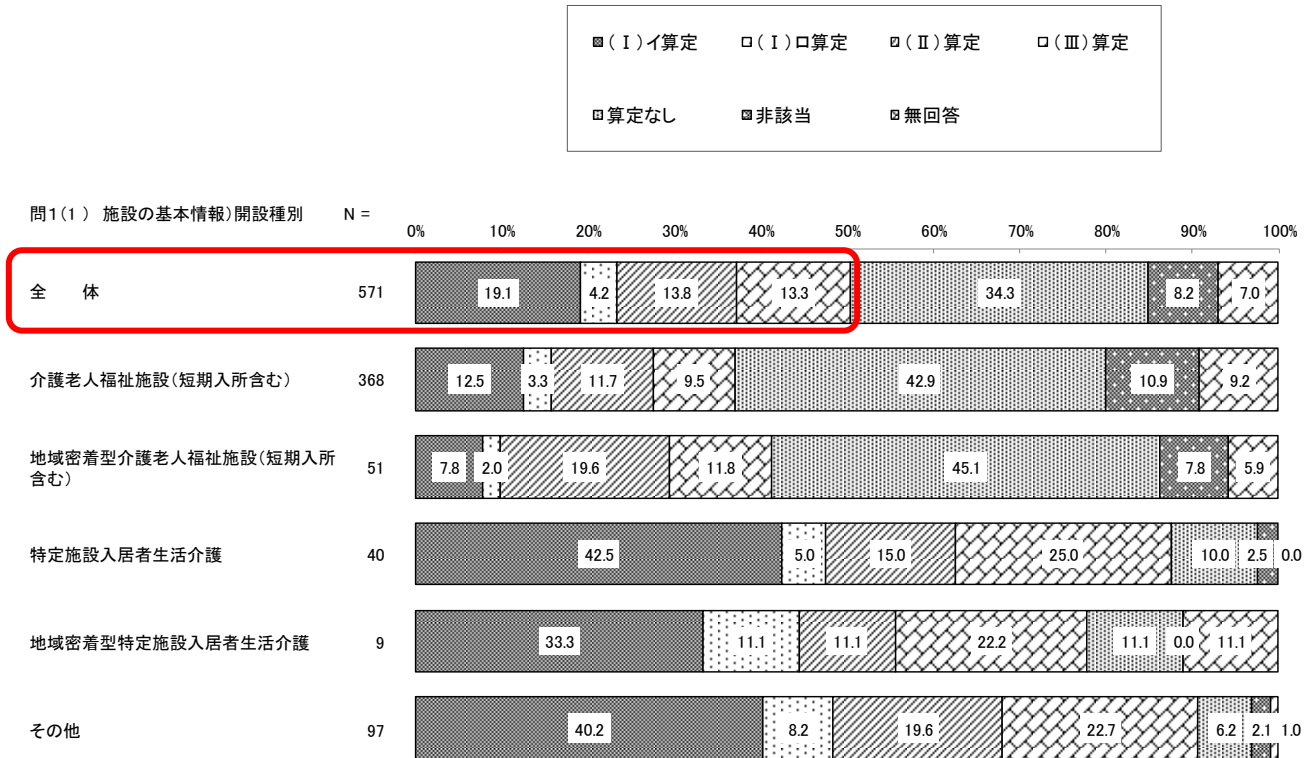 (Ⅰ)イ算定 (Ⅰ)ロ算定 (Ⅱ)算定 (Ⅲ)算定
算定なし 非該当 無回答
問1(1) 施設の基本情報)開設種別 N =
0% 10% 20% 30% 40% 50% 60% 70% 80% 90% 100%
全 体 571 19.1 4.2 13.8 13.3 34.3 8.2 7.0
介護老人福祉施設(短期入所含む) 368 12.5 3.3 11.7 9.5 42.9 10.9 9.2
地域密着型介護老人福祉施設(短期入所
含む) 51 7.8 2.0 19.6 11.8 45.1 7.8 5.9
特定施設入居者生活介護 40 42.5 5.0 15.0 25.0 10.0 2.5 0.0
地域密着型特定施設入居者生活介護 9 33.3 11.1 11.1 22.2 11.1 0.0 11.1
その他 97 40.2 8.2 19.6 22.7 6.2 2.1 1.0